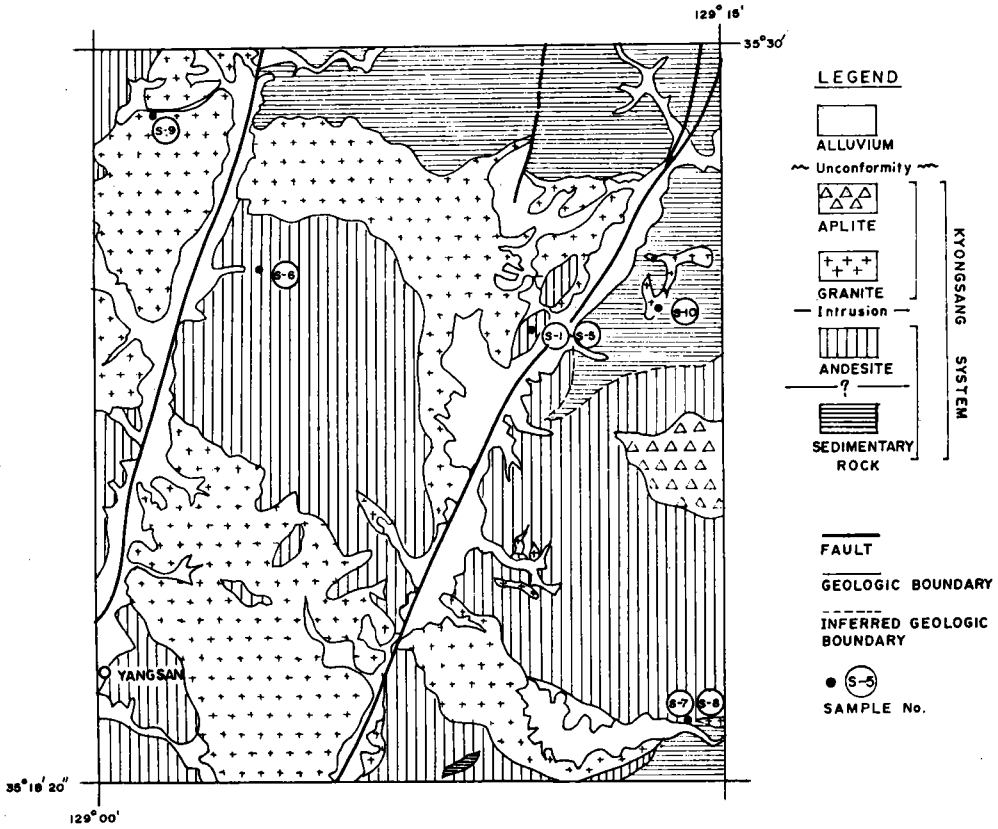 129° 15'
35°30'
S-9
S-6
S-10
S-1 S-5
YANGSAN
S-7 S-8
35°18'20"
129°00'
LEGEND
ALLUVIUM
~ Unconformity ~
APLITE
GRANITE
— Intrusion —
ANDESITE
?
SEDIMENTARY
ROCK
KYONGSANG SYSTEM
FAULT
GEOLOGIC BOUNDARY
INFERRED GEOLOGIC
BOUNDARY
S-5
SAMPLE No.